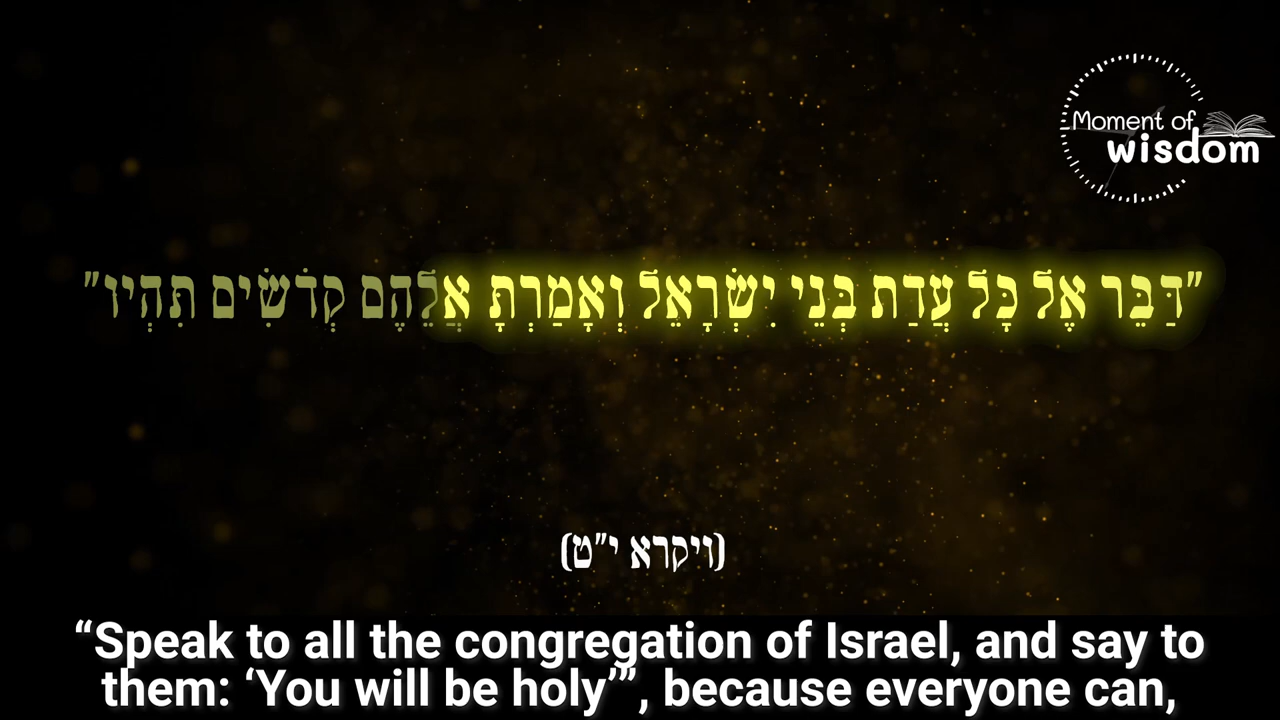 Moment of
wisdom
"דַּבֵּר אֶל כָּל עֲדַת בְּנֵי יִשְׂרָאֵל וְאָמַרְתָּ אֲלֵהֶם קְדֹשִׁים תִּהְיוּ"
(ויקרא י"ט)
“Speak to all the congregation of Israel, and say to
them: ‘You will be holy’”, because everyone can,